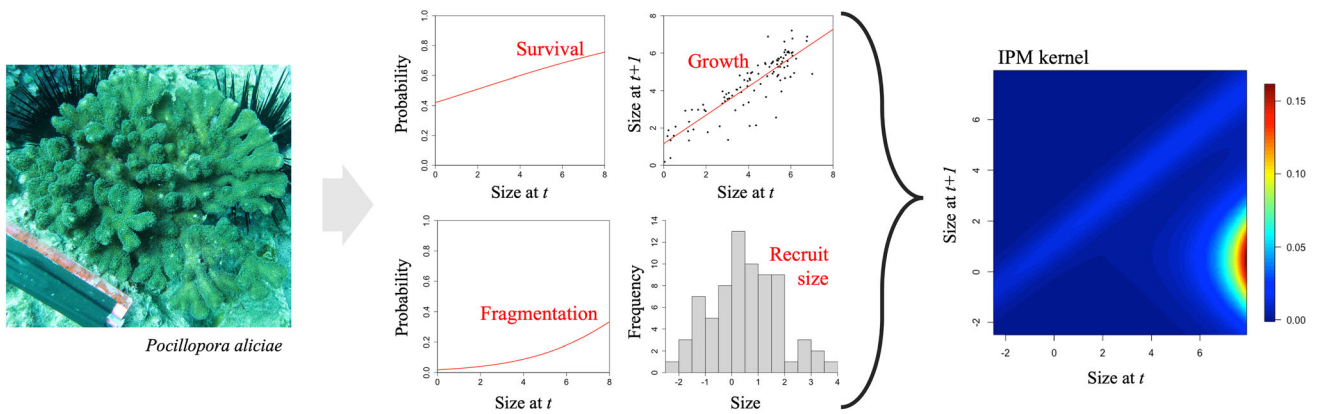 Pocillopora aliciae
Survival
Probability
0.0 0.2 0.4 0.6 0.8 1.0
0 2 4 6 8
Size at t
Growth
Size at t+1
0 2 4 6 8
0 2 4 6 8
Size at t
Fragmentation
Probability
0.0 0.2 0.4 0.6 0.8 1.0
0 2 4 6 8
Size at t
Recruit
size
Frequency
0 2 4 6 8 10 12 14
-2 -1 0 1 2 3 4
Size
IPM kernel
Size at t+1
-2 0 2 4 6
-2 0 2 4 6
Size at t
0.15
0.10
0.05
0.00